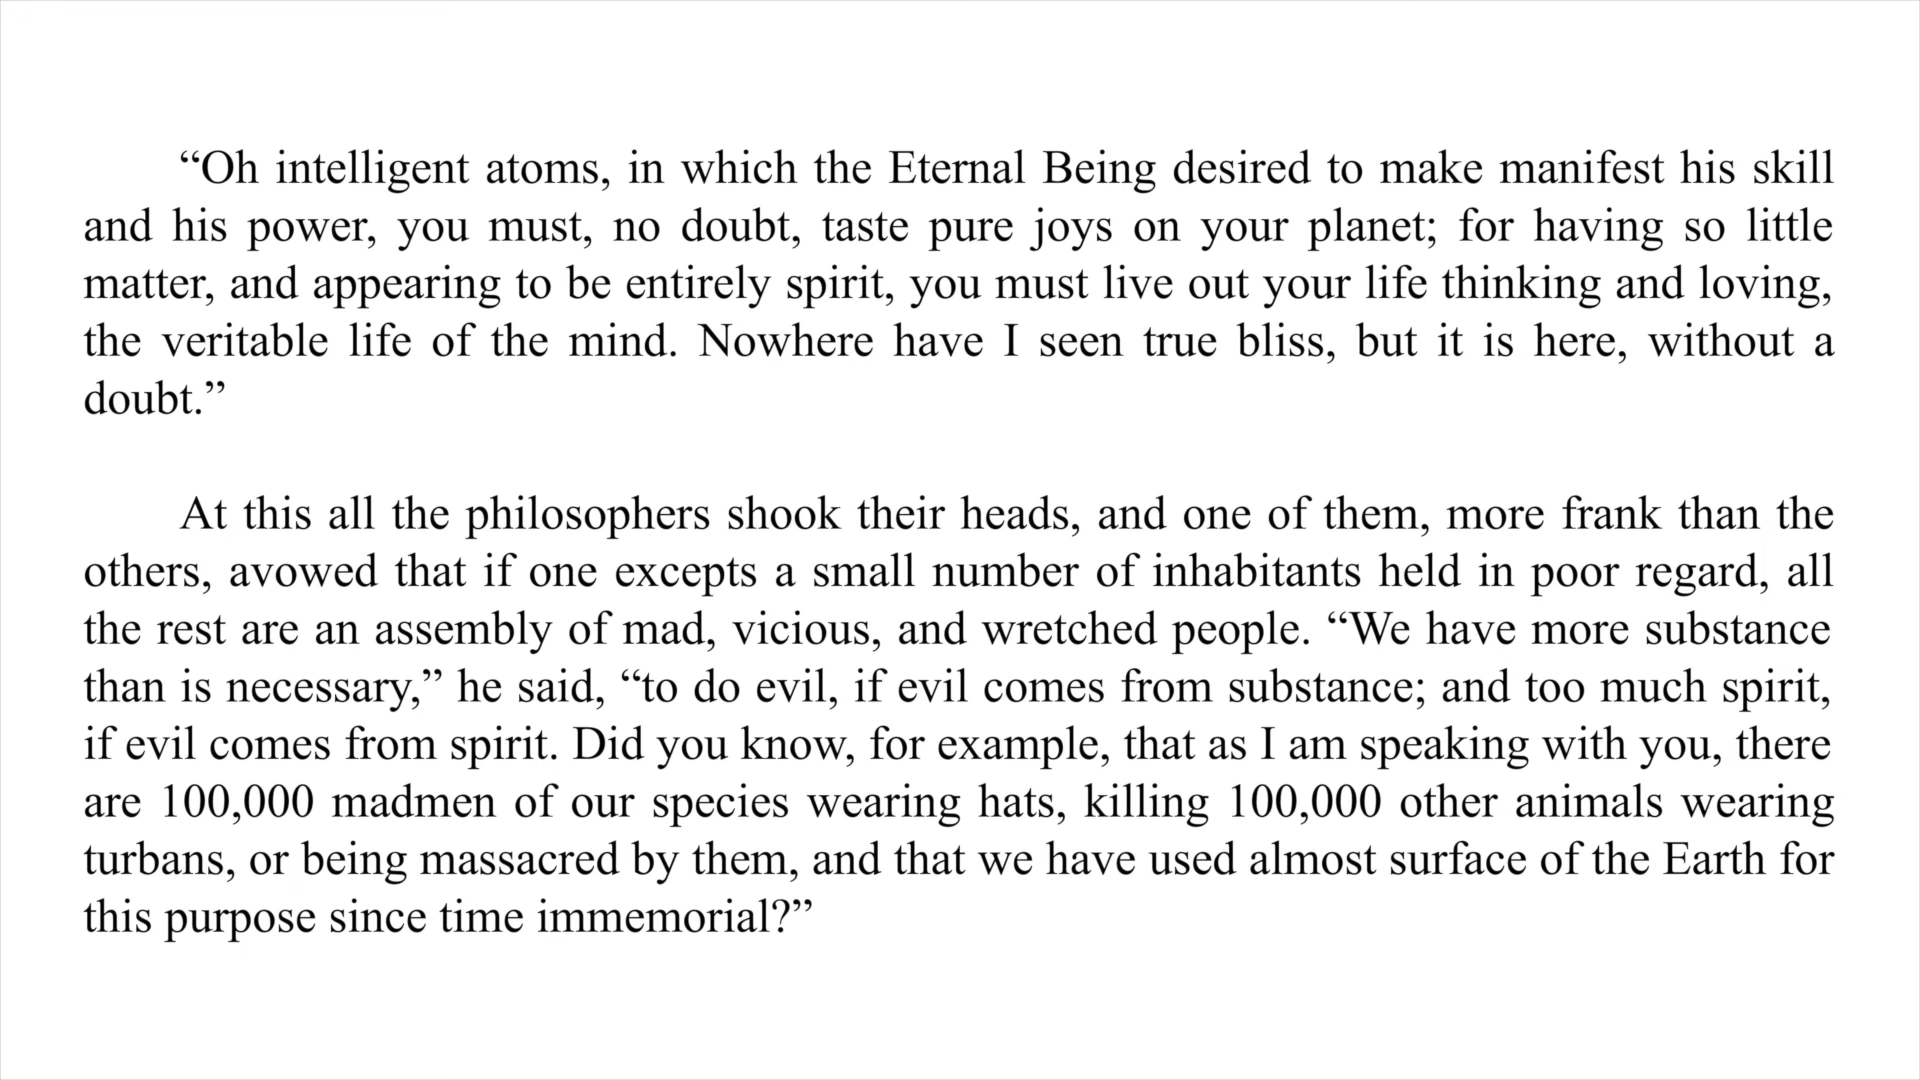 “Oh intelligent atoms, in which the Eternal Being desired to make manifest his skill
and his power, you must, no doubt, taste pure joys on your planet; for having so little
matter, and appearing to be entirely spirit, you must live out your life thinking and loving,
the veritable life of the mind. Nowhere have I seen true bliss, but it is here, without a
doubt.”
At this all the philosophers shook their heads, and one of them, more frank than the
others, avowed that if one excepts a small number of inhabitants held in poor regard, all
the rest are an assembly of mad, vicious, and wretched people. “We have more substance
than is necessary,” he said, “to do evil, if evil comes from substance; and too much spirit,
if evil comes from spirit. Did you know, for example, that as I am speaking with you, there
are 100,000 madmen of our species wearing hats, killing 100,000 other animals wearing
turbans, or being massacred by them, and that we have used almost surface of the Earth for
this purpose since time immemorial?”